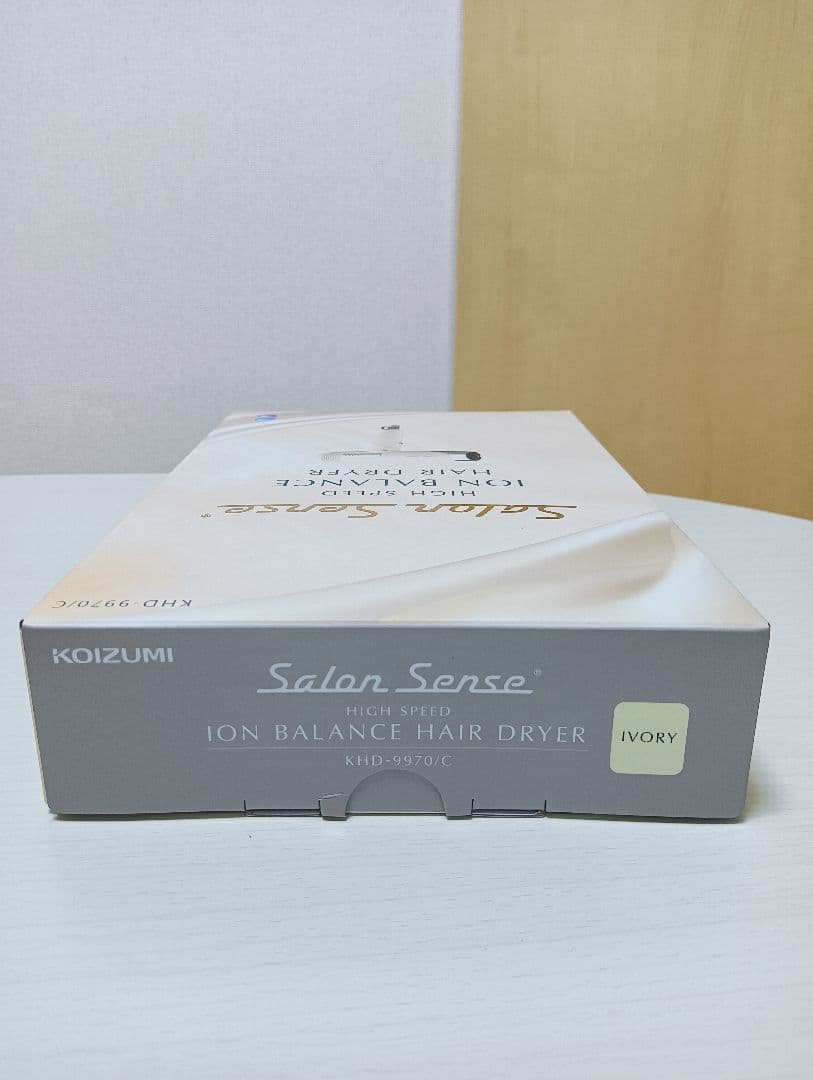 KHD-9970/C
Salon Sense®
HIGH SPEED
ION BALANCE
HAIR DRYER
KOIZUMI
Salon Sense®
HIGH SPEED
ION BALANCE HAIR DRYER
KHD-9970/C
IVORY